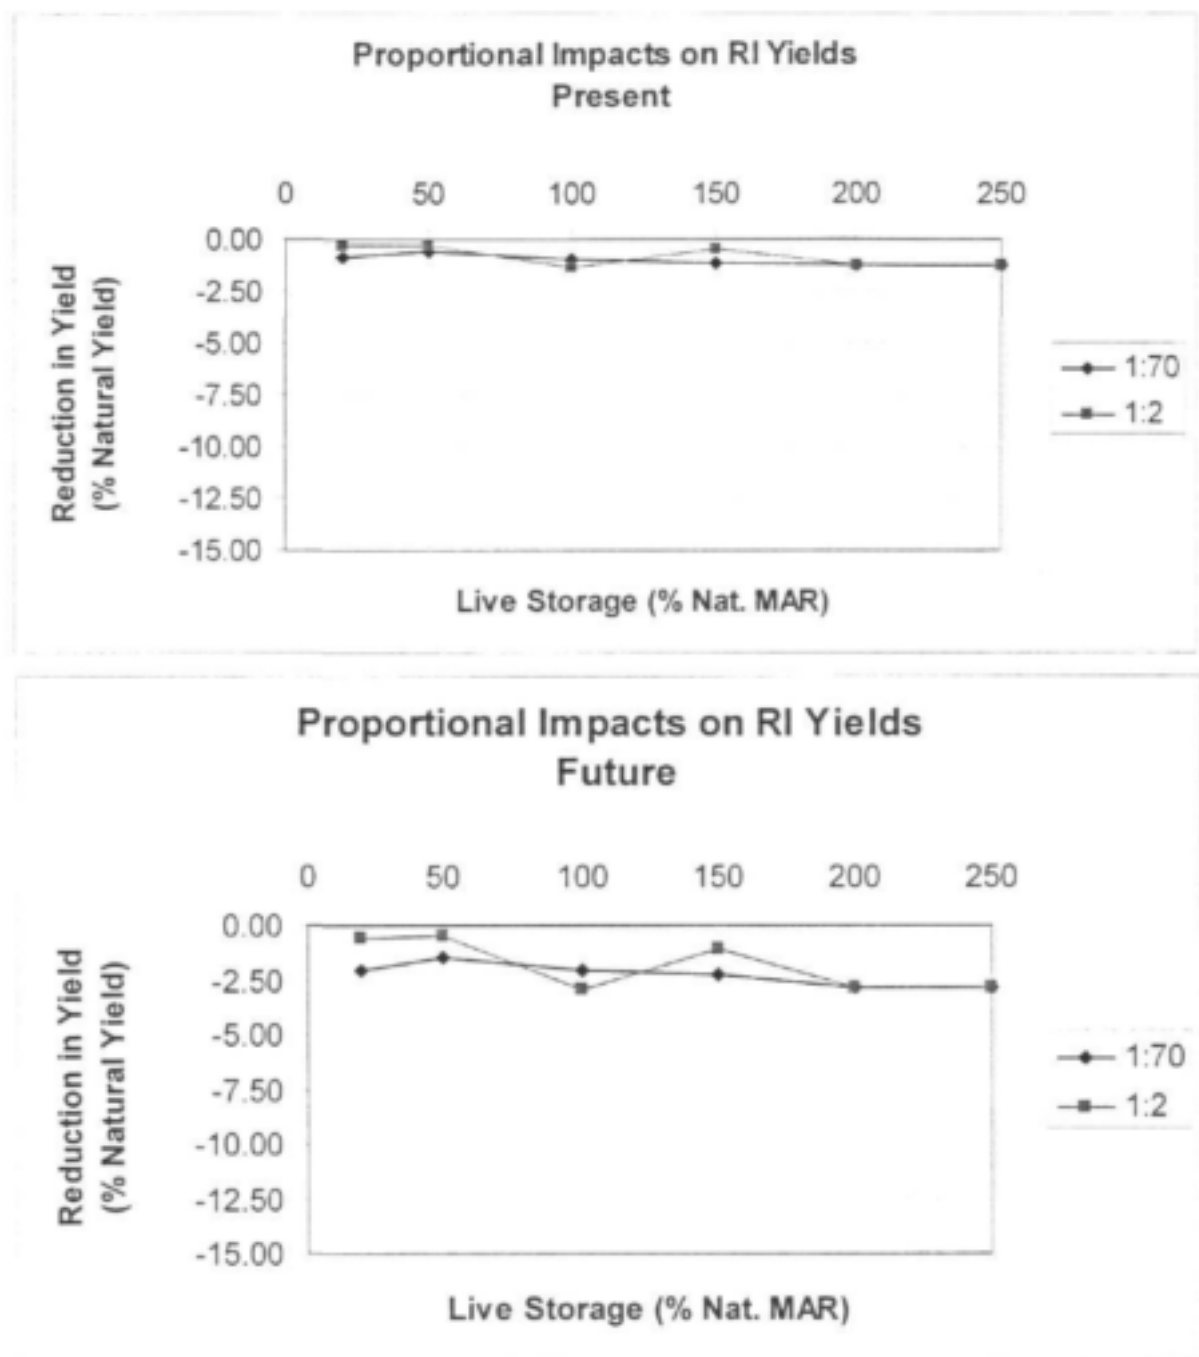 Proportional Impacts on RI Yields
Present
0 50 100 150 200 250
0.00
-2.50
-5.00
-7.50
-10.00
-12.50
-15.00
Reduction in Yield
(% Natural Yield)
1:70
1:2
Live Storage (% Nat. MAR)
Proportional Impacts on RI Yields
Future
0 50 100 150 200 250
0.00
-2.50
-5.00
-7.50
-10.00
-12.50
-15.00
Reduction in Yield
(% Natural Yield)
1:70
1:2
Live Storage (% Nat. MAR)